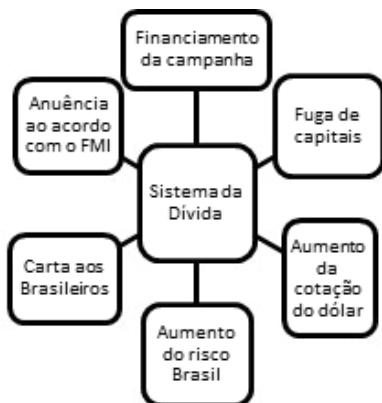 Financiamento
da campanha
Anuência
ao acordo
com o FMI
Fuga de
capitais
Sistema da
Dívida
Carta aos
Brasileiros
Aumento
da
cotação
do dólar
Aumento
do risco
Brasil